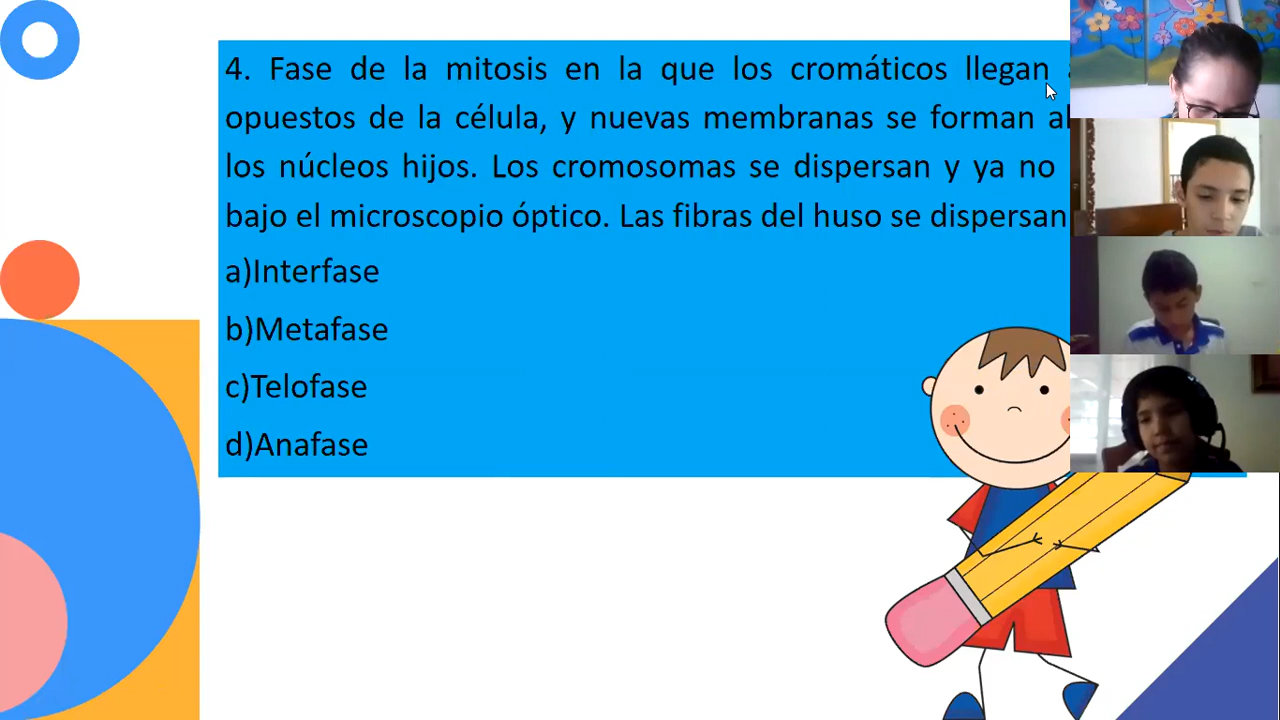 4. Fase de la mitosis en la que los cromáticos llegan
opuestos de la célula, y nuevas membranas se forman
los núcleos hijos. Los cromosomas se dispersan y ya no
bajo el microscopio óptico. Las fibras del huso se dispersan
a)Interfase
b)Metafase
c)Telofase
d)Anafase